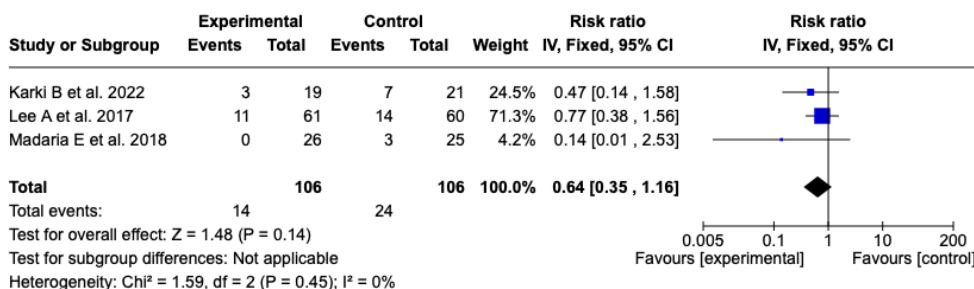 Experimental Control Risk ratio Risk ratio
Study or Subgroup Events Total Events Total Weight IV, Fixed, 95% CI IV, Fixed, 95% CI
Karki B et al. 2022 3 19 7 21 24.5% 0.47 [0.14 , 1.58]
Lee A et al. 2017 11 61 14 60 71.3% 0.77 [0.38 , 1.56]
Madaria E et al. 2018 0 26 3 25 4.2% 0.14 [0.01 , 2.53]
Total 106 106 100.0% 0.64 [0.35 , 1.16]
Total events: 14 24
Test for overall effect: Z = 1.48 (P = 0.14) 0.005 0.1 1 10 200
Test for subgroup differences: Not applicable Favours [experimental] Favours [control]
Heterogeneity: Chi² = 1.59, df = 2 (P = 0.45); I² = 0%